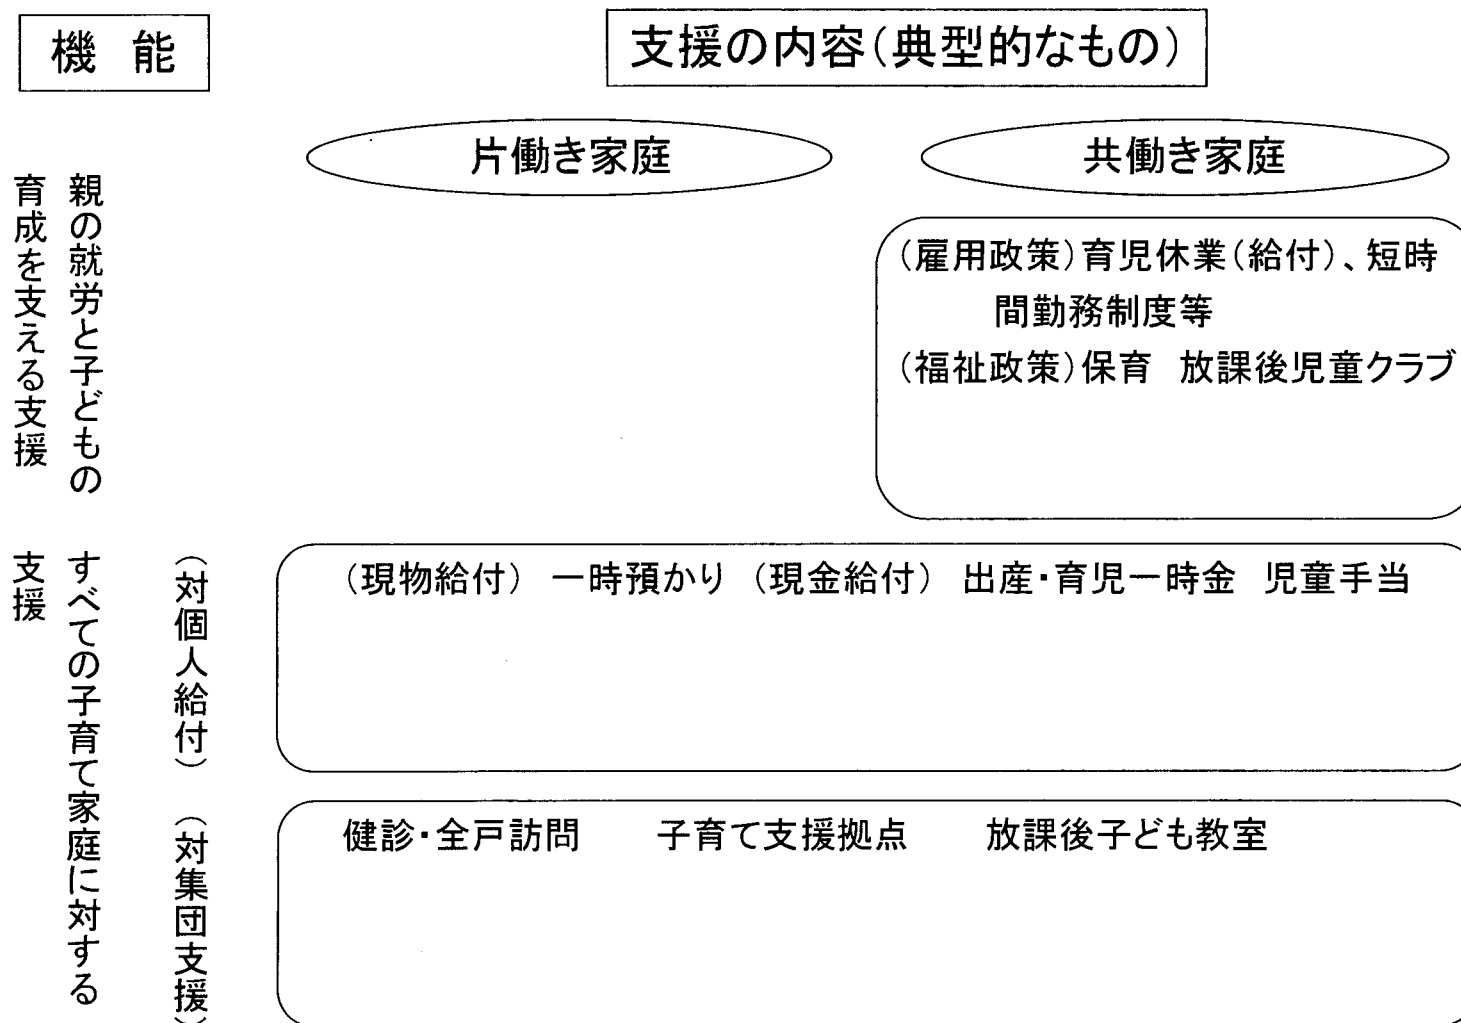 機 能
支援の内容(典型的なもの)
片働き家庭
共働き家庭
親の就労と子どもの
育成を支える支援
(雇用政策)育児休業(給付)、短時
間勤務制度等
(福祉政策)保育 放課後児童クラブ
すべての子育て家庭に対する
支援
(対個人給付)
(現物給付) 一時預かり (現金給付) 出産・育児一時金 児童手当
(対集団支援)
健診・全戸訪問 子育て支援拠点 放課後子ども教室